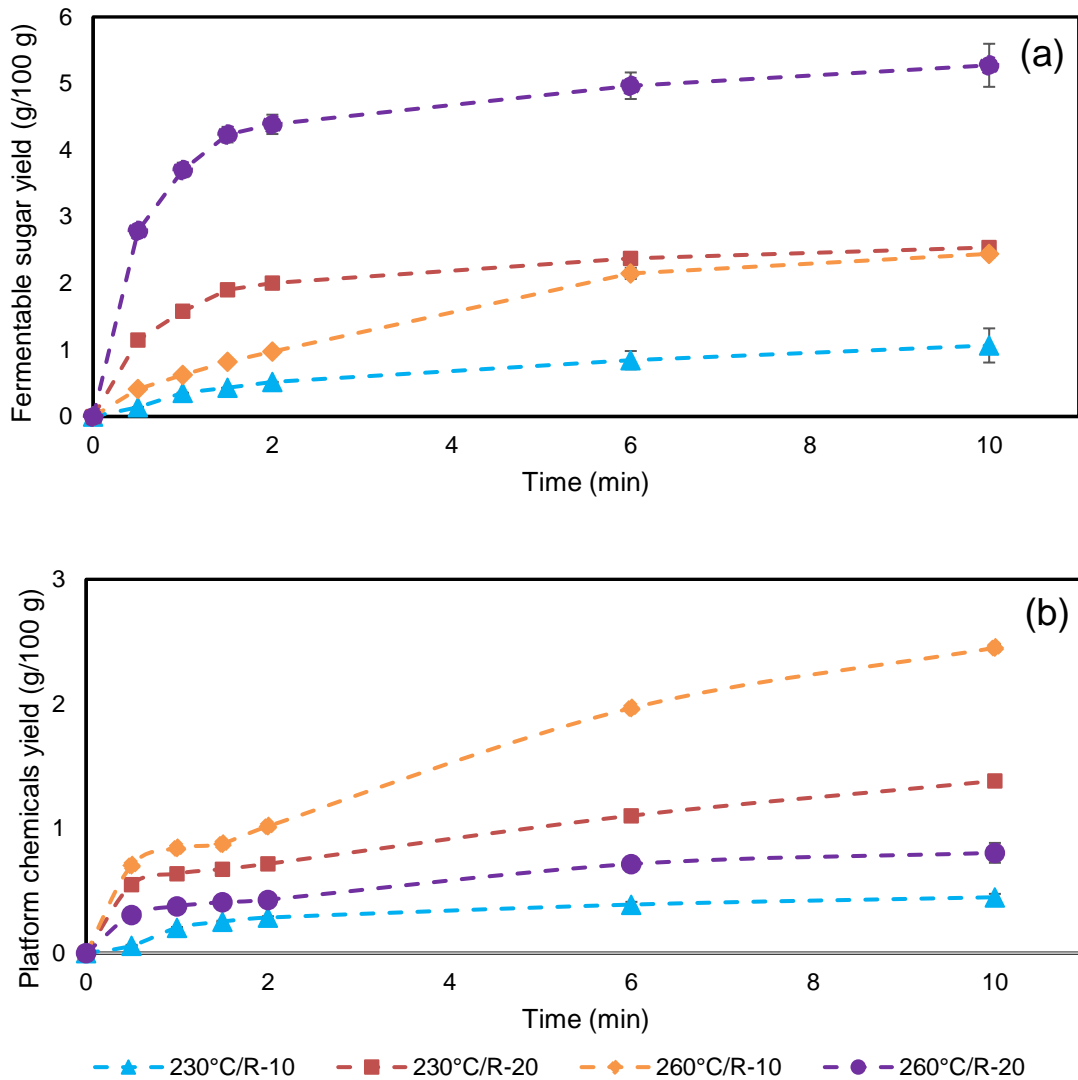 6
(a)
5
4
3
2
1
0
Fermentable sugar yield (g/100 g)
0 2 4 6 8 10
Time (min)
3
(b)
2
1
0
Platform chemicals yield (g/100 g)
0 2 4 6 8 10
Time (min)
230°C/R-10 230°C/R-20 260°C/R-10 260°C/R-20